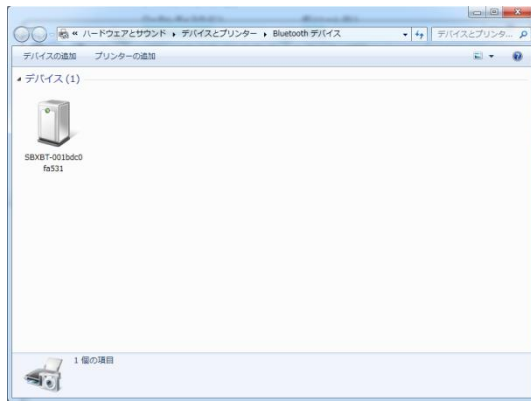 « ハードウェアとサウンド ▸ デバイスとプリンター ▸ Bluetooth デバイス
デバイスとプリンタ...
デバイスの追加 プリンターの追加
デバイス (1)
SBXBT-001bdc0
fa531
1 個の項目